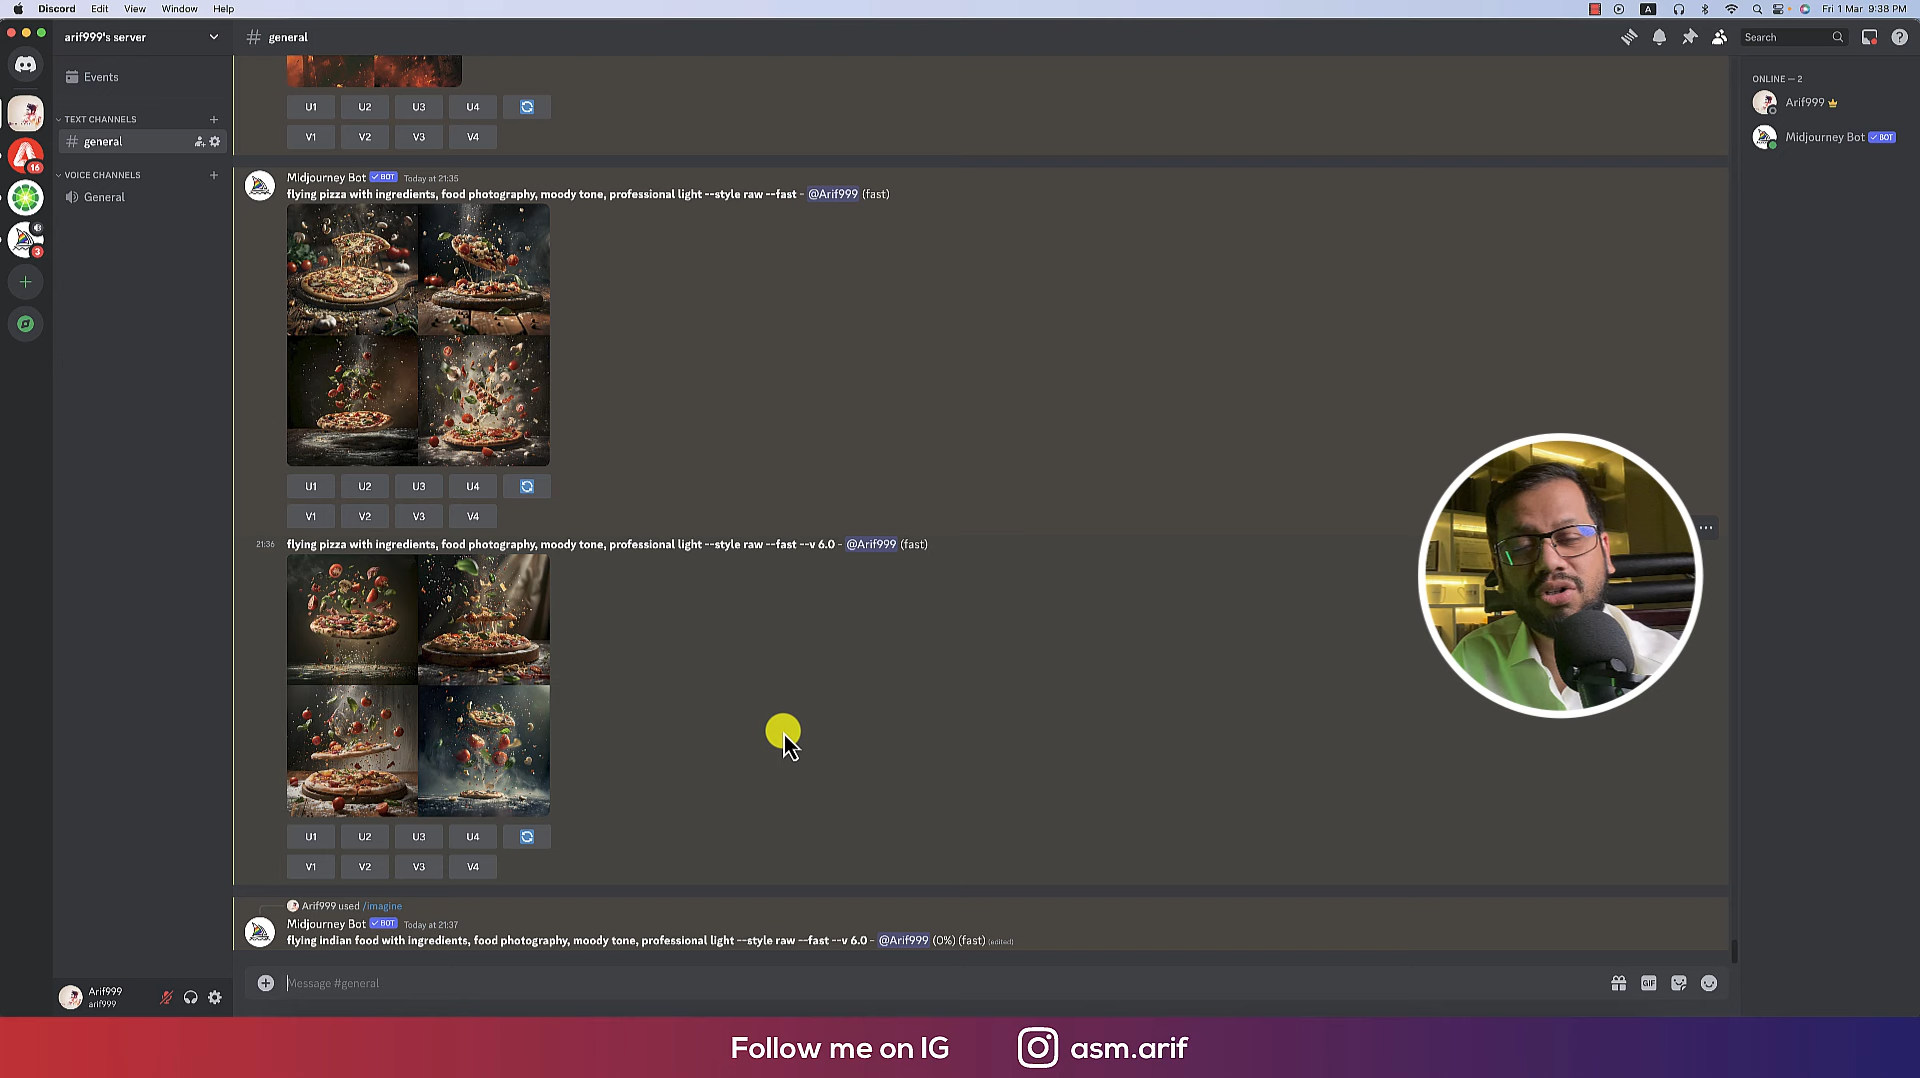 Discord Edit View Window Help
A Fri 1 Mar 9:38 PM
arif999's server
# general
Search
Events
TEXT CHANNELS
# general
VOICE CHANNELS
General
16
3
U1 U2 U3 U4
V1 V2 V3 V4
Midjourney Bot ✓ BOT Today at 21:35
flying pizza with ingredients, food photography, moody tone, professional light --style raw --fast - @Arif999 (fast)
U1 U2 U3 U4
V1 V2 V3 V4
21:36 flying pizza with ingredients, food photography, moody tone, professional light --style raw --fast --v 6.0 - @Arif999 (fast)
U1 U2 U3 U4
V1 V2 V3 V4
Arif999 used /imagine
Midjourney Bot ✓ BOT Today at 21:37
flying indian food with ingredients, food photography, moody tone, professional light --style raw --fast --v 6.0 - @Arif999 (0%) (fast) (edited)
Message #general
GIF
ONLINE — 2
Arif999
Midjourney Bot ✓ BOT
Arif999
arif999
Follow me on IG asm.arif